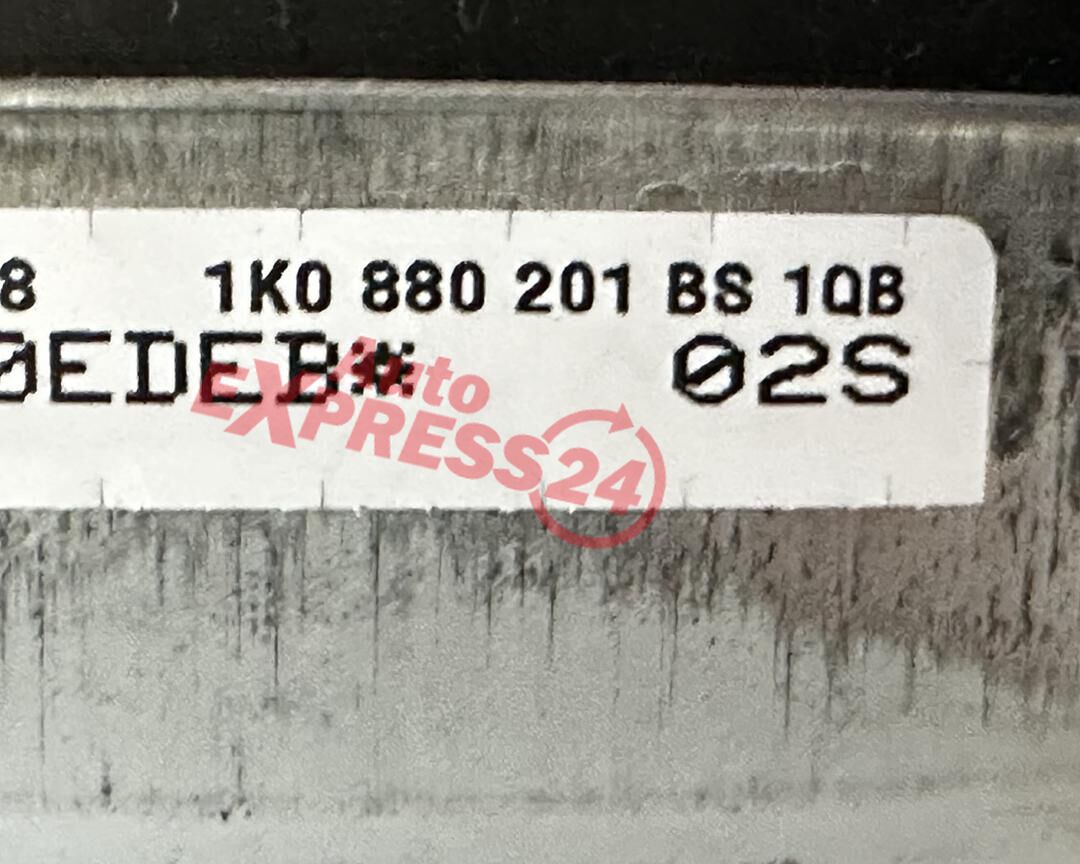 8 1K0 880 201 BS 1QB
0EDEB* 02S
Auto
EXPRESS24